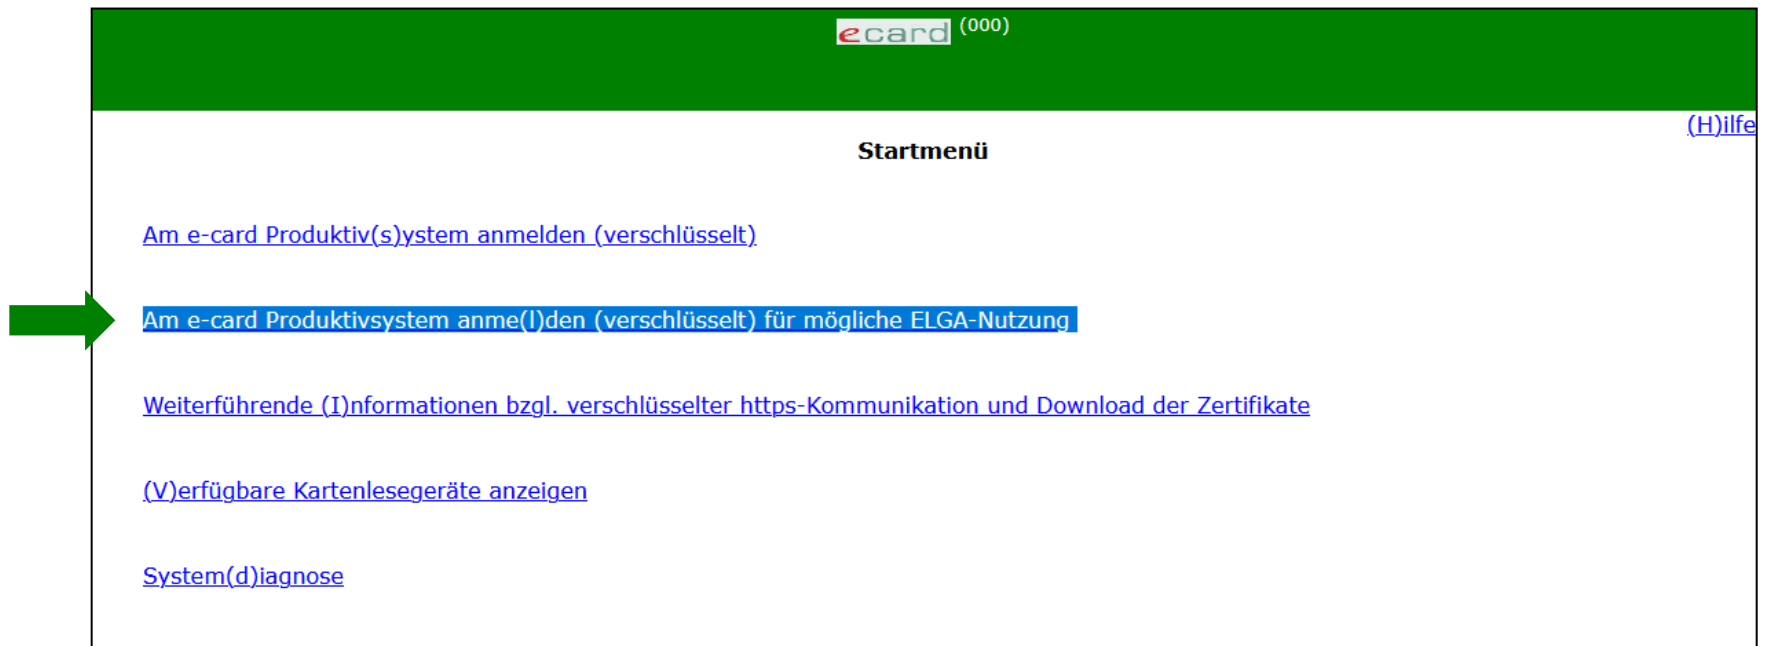 ecard (000)
(H)ilfe
Startmenü
Am e-card Produktiv(s)ystem anmelden (verschlüsselt)
Am e-card Produktivsystem anme(l)den (verschlüsselt) für mögliche ELGA-Nutzung
Weiterführende (I)nformationen bzgl. verschlüsselter https-Kommunikation und Download der Zertifikate
(V)erfügbare Kartenlesegeräte anzeigen
System(d)iagnose